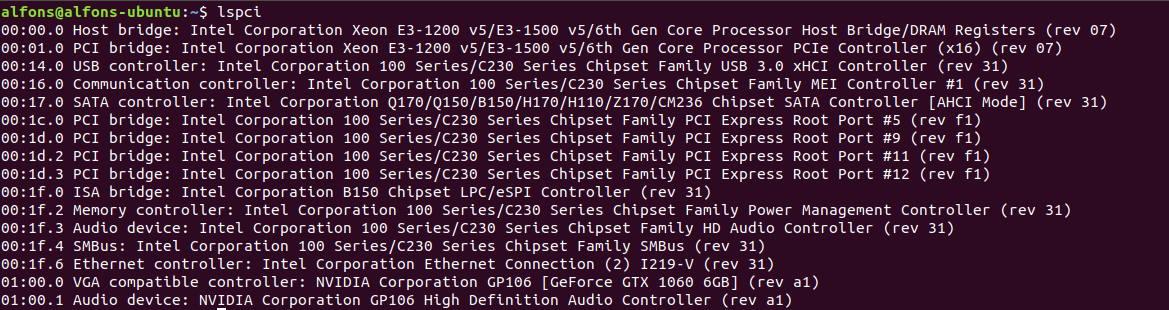 alfons@alfons-ubuntu:~$ lspci
00:00.0 Host bridge: Intel Corporation Xeon E3-1200 v5/E3-1500 v5/6th Gen Core Processor Host Bridge/DRAM Registers (rev 07)
00:01.0 PCI bridge: Intel Corporation Xeon E3-1200 v5/E3-1500 v5/6th Gen Core Processor PCIe Controller (x16) (rev 07)
00:14.0 USB controller: Intel Corporation 100 Series/C230 Series Chipset Family USB 3.0 xHCI Controller (rev 31)
00:16.0 Communication controller: Intel Corporation 100 Series/C230 Series Chipset Family MEI Controller #1 (rev 31)
00:17.0 SATA controller: Intel Corporation Q170/Q150/B150/H170/H110/Z170/CM236 Chipset SATA Controller [AHCI Mode] (rev 31)
00:1c.0 PCI bridge: Intel Corporation 100 Series/C230 Series Chipset Family PCI Express Root Port #5 (rev f1)
00:1d.0 PCI bridge: Intel Corporation 100 Series/C230 Series Chipset Family PCI Express Root Port #9 (rev f1)
00:1d.2 PCI bridge: Intel Corporation 100 Series/C230 Series Chipset Family PCI Express Root Port #11 (rev f1)
00:1d.3 PCI bridge: Intel Corporation 100 Series/C230 Series Chipset Family PCI Express Root Port #12 (rev f1)
00:1f.0 ISA bridge: Intel Corporation B150 Chipset LPC/eSPI Controller (rev 31)
00:1f.2 Memory controller: Intel Corporation 100 Series/C230 Series Chipset Family Power Management Controller (rev 31)
00:1f.3 Audio device: Intel Corporation 100 Series/C230 Series Chipset Family HD Audio Controller (rev 31)
00:1f.4 SMBus: Intel Corporation 100 Series/C230 Series Chipset Family SMBus (rev 31)
00:1f.6 Ethernet controller: Intel Corporation Ethernet Connection (2) I219-V (rev 31)
01:00.0 VGA compatible controller: NVIDIA Corporation GP106 [GeForce GTX 1060 6GB] (rev a1)
01:00.1 Audio device: NVIDIA Corporation GP106 High Definition Audio Controller (rev a1)